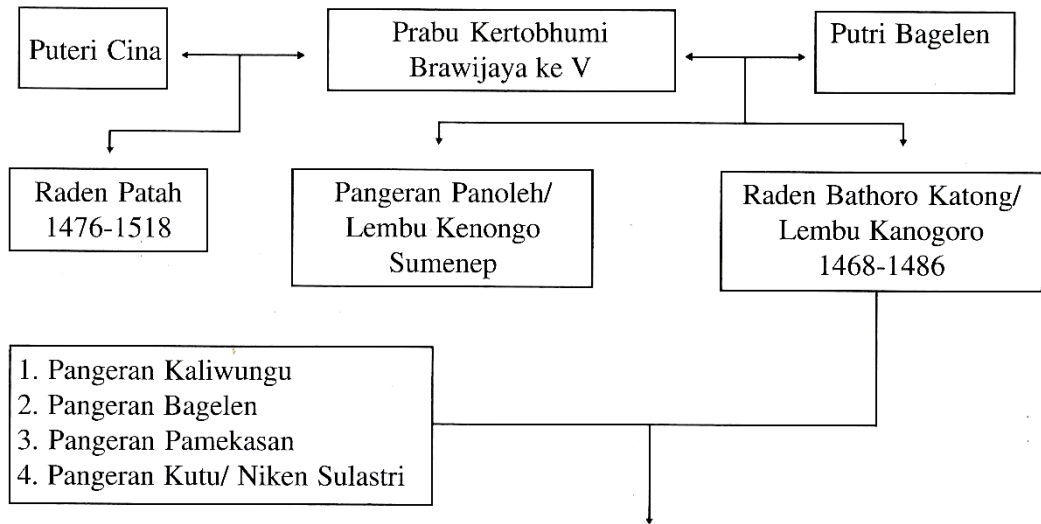 Puteri Cina
Prabu Kertobhumi
Brawijaya ke V
Putri Bagelen
Raden Patah
1476-1518
Pangeran Panoleh/
Lembu Kenongo
Sumenep
Raden Bathoro Katong/
Lembu Kanogoro
1468-1486
1. Pangeran Kaliwungu
2. Pangeran Bagelen
3. Pangeran Pamekasan
4. Pangeran Kutu/ Niken Sulastri